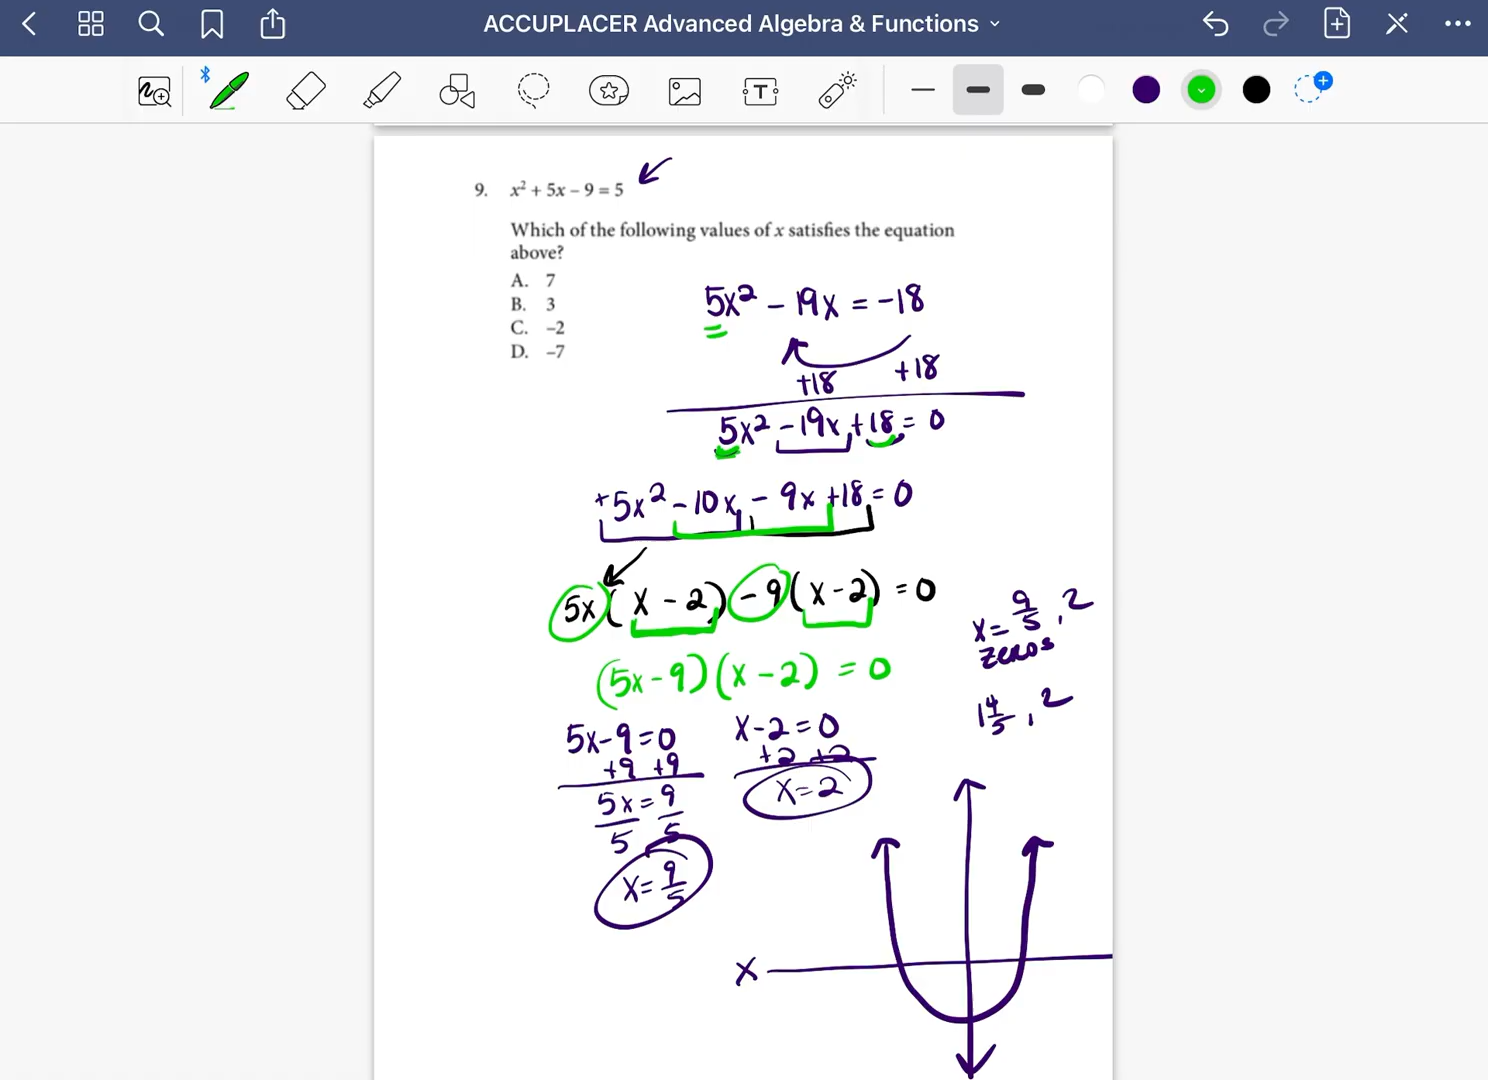 ACCUPLACER Advanced Algebra & Functions
T
9. x² + 5x – 9 = 5
Which of the following values of x satisfies the equation
above?
A. 7
B. 3
C. –2
D. –7
5x² - 19x = -18
+18 +18
5x² - 19x + 18 = 0
+5x² - 10x - 9x + 18 = 0
5x(x - 2) - 9(x - 2) = 0
(5x - 9)(x - 2) = 0
5x - 9 = 0
+9 +9
5x = 9
5 5
x = 9/5
x - 2 = 0
+2 +2
x = 2
x = 9/5, 2
zeros
1 4/5, 2
x